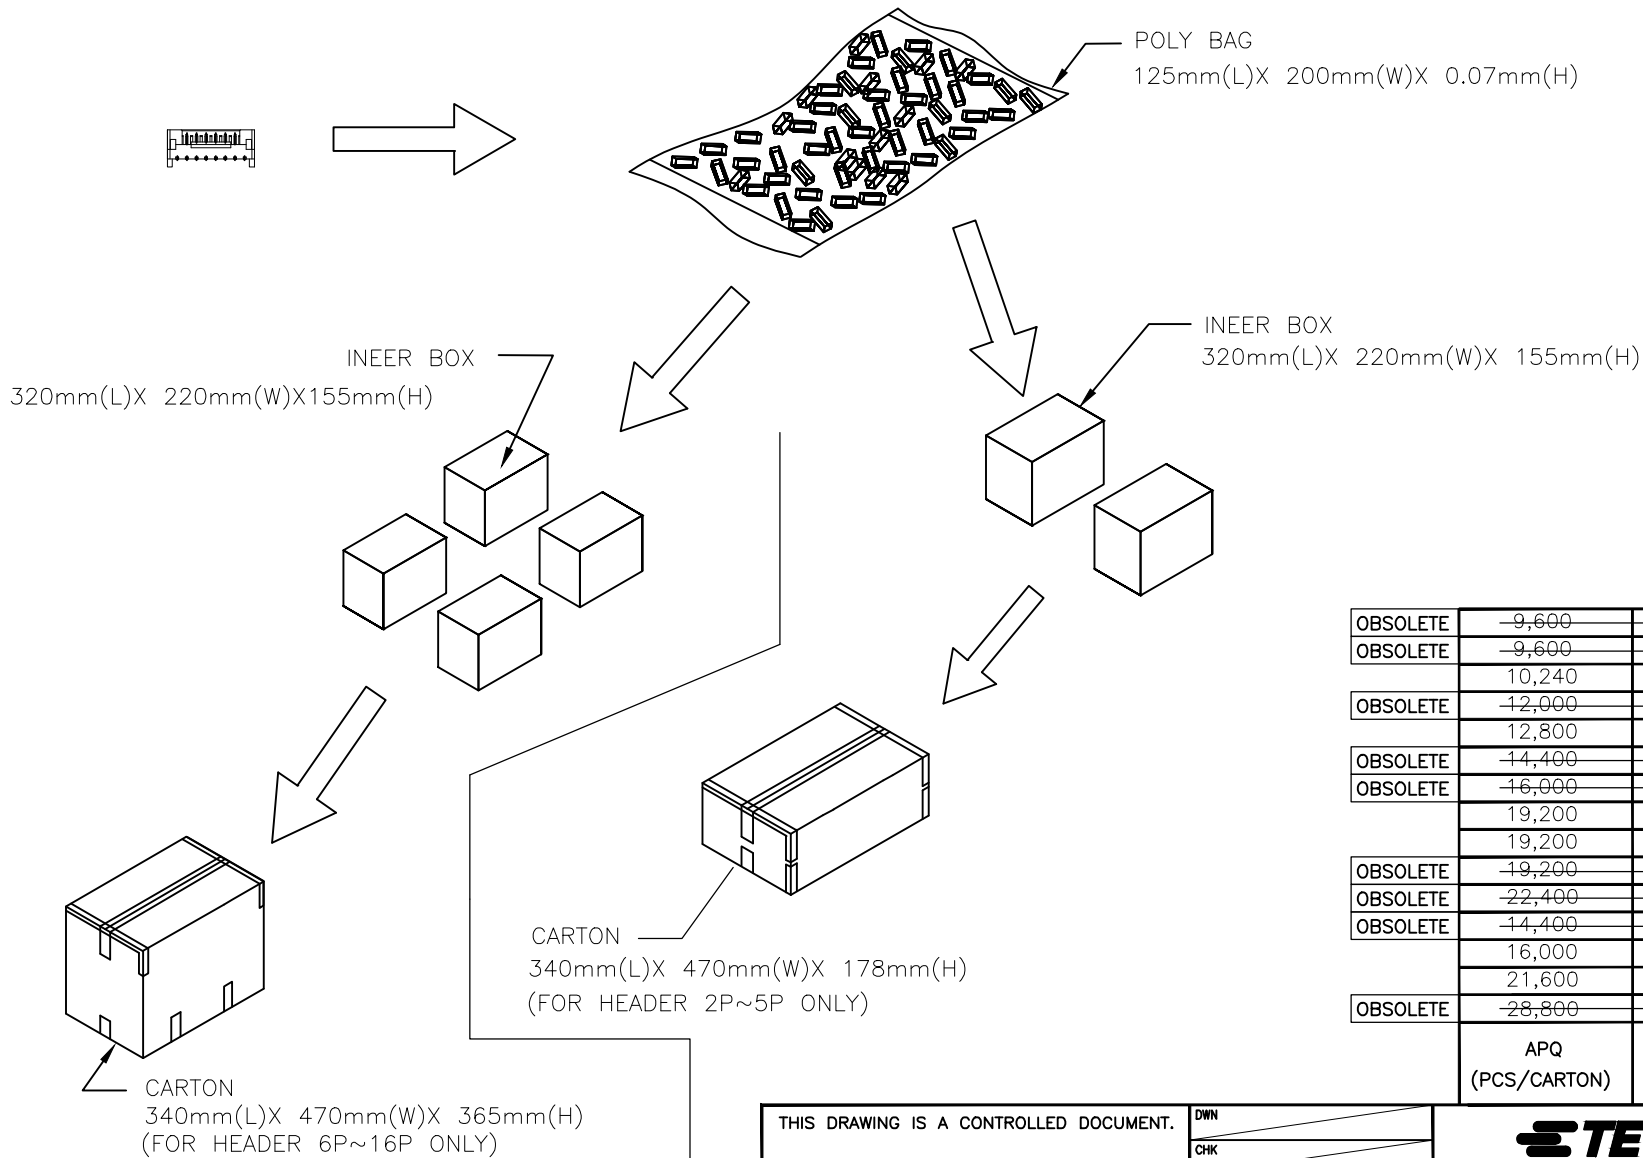 POLY BAG
125mm(L)X 200mm(W)X 0.07mm(H)
INEER BOX
320mm(L)X 220mm(W)X155mm(H)
INEER BOX
320mm(L)X 220mm(W)X 155mm(H)
CARTON
340mm(L)X 470mm(W)X 178mm(H)
(FOR HEADER 2P~5P ONLY)
CARTON
340mm(L)X 470mm(W)X 365mm(H)
(FOR HEADER 6P~16P ONLY)
OBSOLETE 9,600
OBSOLETE 9,600
10,240
OBSOLETE 12,000
12,800
OBSOLETE 14,400
OBSOLETE 16,000
19,200
19,200
OBSOLETE 19,200
OBSOLETE 22,400
OBSOLETE 14,400
16,000
21,600
OBSOLETE 28,800
APQ
(PCS/CARTON)
THIS DRAWING IS A CONTROLLED DOCUMENT.
DWN
CHK
TE